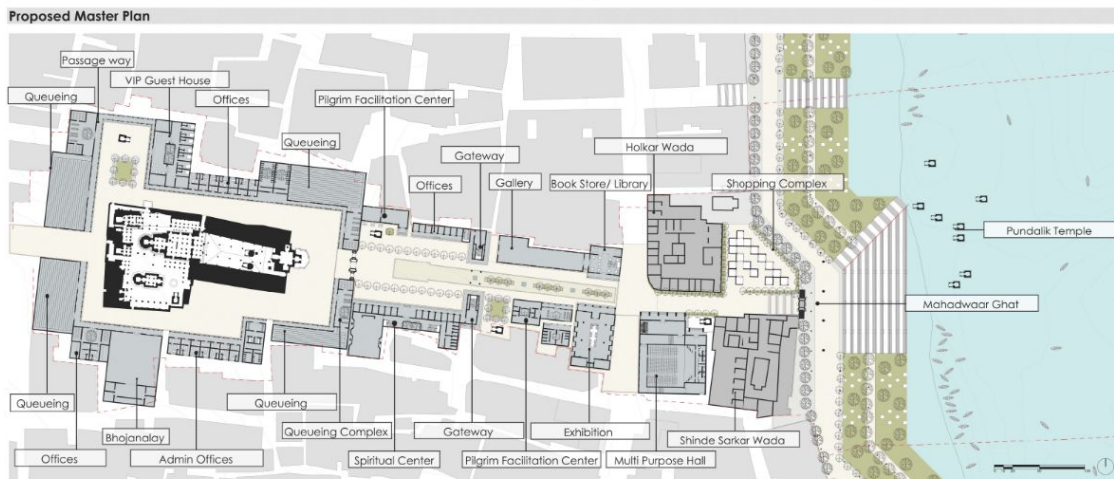 Proposed Master Plan
Passage way
VIP Guest House
Queueing
Offices
Pilgrim Facilitation Center
Queueing
Offices
Gateway
Gallery
Book Store/ Library
Holkar Wada
Shopping Complex
Pundalik Temple
Mahadwaar Ghat
Queueing
Offices
Bhojanalay
Admin Offices
Queueing
Queueing Complex
Spiritual Center
Gateway
Pilgrim Facilitation Center
Exhibition
Multi Purpose Hall
Shinde Sarkar Wada